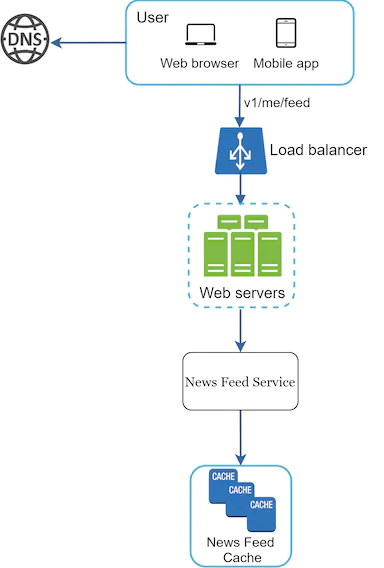 User
DNS
Web browser
Mobile app
v1/me/feed
Load balancer
Web servers
News Feed Service
CACHE
CACHE
CACHE
News Feed
Cache